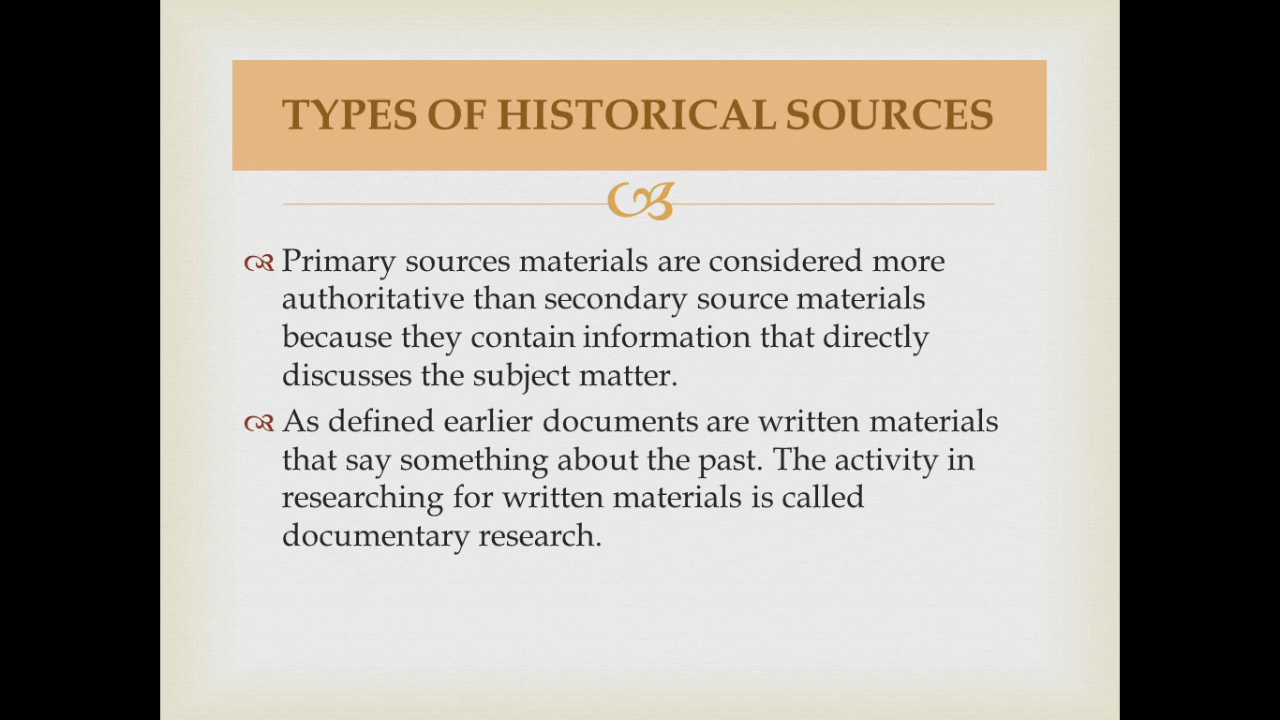 TYPES OF HISTORICAL SOURCES
Primary sources materials are considered more
authoritative than secondary source materials
because they contain information that directly
discusses the subject matter.
As defined earlier documents are written materials
that say something about the past. The activity in
researching for written materials is called
documentary research.